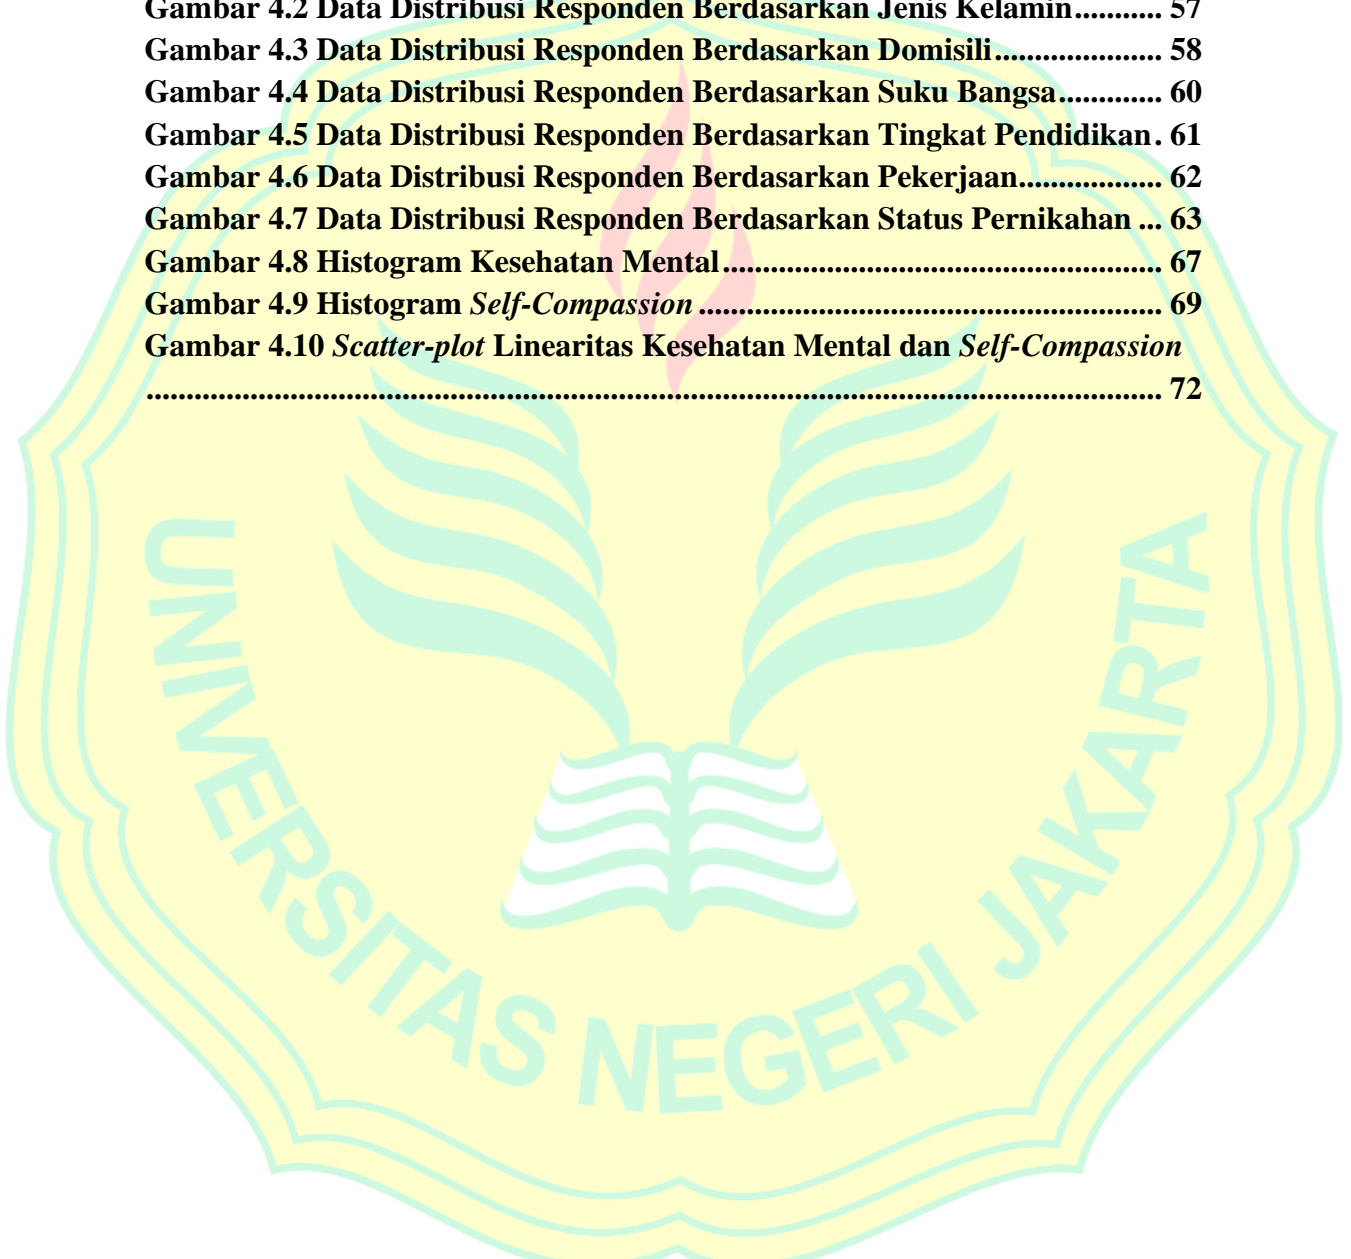 Gambar 4.2 Data Distribusi Responden Berdasarkan Jenis Kelamin........... 57
Gambar 4.3 Data Distribusi Responden Berdasarkan Domisili..................... 58
Gambar 4.4 Data Distribusi Responden Berdasarkan Suku Bangsa............. 60
Gambar 4.5 Data Distribusi Responden Berdasarkan Tingkat Pendidikan. 61
Gambar 4.6 Data Distribusi Responden Berdasarkan Pekerjaan.................. 62
Gambar 4.7 Data Distribusi Responden Berdasarkan Status Pernikahan ... 63
Gambar 4.8 Histogram Kesehatan Mental........................................................ 67
Gambar 4.9 Histogram Self-Compassion ........................................................... 69
Gambar 4.10 Scatter-plot Linearitas Kesehatan Mental dan Self-Compassion
.................................................................................................................................. 72
UNIVERSITAS NEGERI JAKARTA